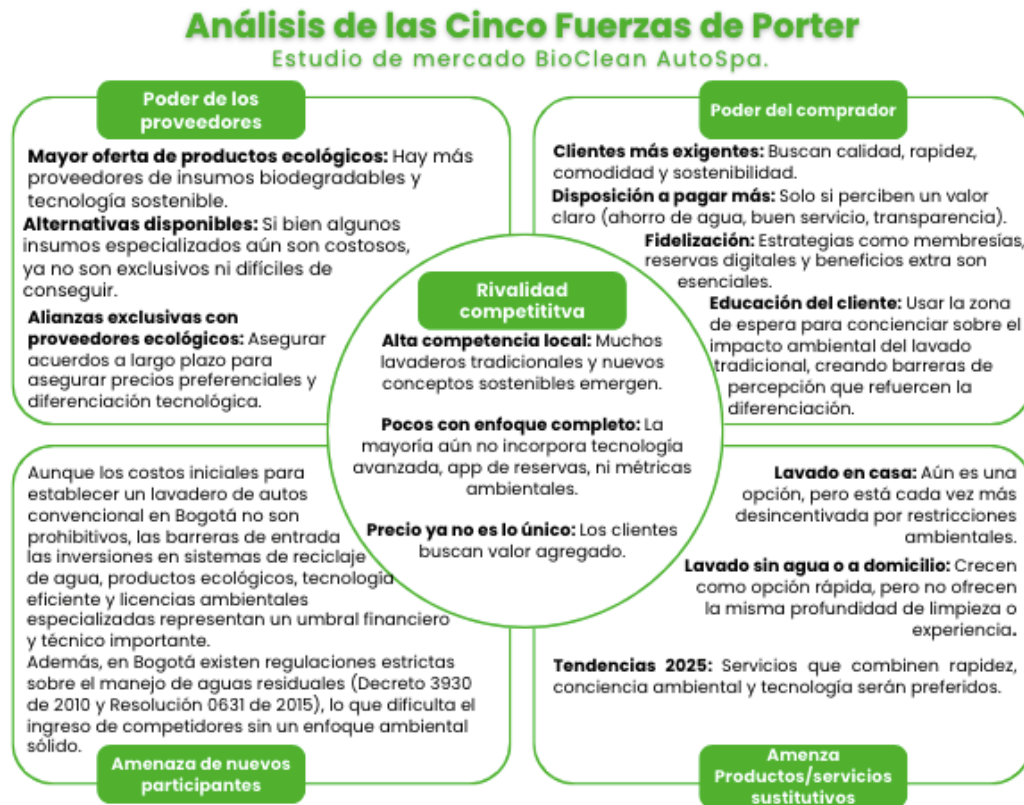 Análisis de las Cinco Fuerzas de Porter
Estudio de mercado BioClean AutoSpa.
Poder de los
proveedores
Mayor oferta de productos ecológicos: Hay más
proveedores de insumos biodegradables y
tecnología sostenible.
Alternativas disponibles: Si bien algunos
insumos especializados aún son costosos,
ya no son exclusivos ni difíciles de
conseguir.
Alianzas exclusivas con
proveedores ecológicos: Asegurar
acuerdos a largo plazo para
asegurar precios preferenciales y
diferenciación tecnológica.
Poder del comprador
Clientes más exigentes: Buscan calidad, rapidez,
comodidad y sostenibilidad.
Disposición a pagar más: Solo si perciben un valor
claro (ahorro de agua, buen servicio, transparencia).
Fidelización: Estrategias como membresías,
reservas digitales y beneficios extra son
esenciales.
Educación del cliente: Usar la zona
de espera para concienciar sobre el
impacto ambiental del lavado
tradicional, creando barreras de
percepción que refuercen la
diferenciación.
Rivalidad
competititva
Alta competencia local: Muchos
lavaderos tradicionales y nuevos
conceptos sostenibles emergen.
Pocos con enfoque completo: La
mayoría aún no incorpora tecnología
avanzada, app de reservas, ni métricas
ambientales.
Precio ya no es lo único: Los clientes
buscan valor agregado.
Aunque los costos iniciales para
establecer un lavadero de autos
convencional en Bogotá no son
prohibitivos, las barreras de entrada
las inversiones en sistemas de reciclaje
de agua, productos ecológicos, tecnología
eficiente y licencias ambientales
especializadas representan un umbral financiero
y técnico importante.
Además, en Bogotá existen regulaciones estrictas
sobre el manejo de aguas residuales (Decreto 3930
de 2010 y Resolución 0631 de 2015), lo que dificulta el
ingreso de competidores sin un enfoque ambiental
sólido.
Amenaza de nuevos
participantes
Lavado en casa: Aún es una
opción, pero está cada vez más
desincentivada por restricciones
ambientales.
Lavado sin agua o a domicilio: Crecen
como opción rápida, pero no ofrecen
la misma profundidad de limpieza o
experiencia.
Tendencias 2025: Servicios que combinen rapidez,
conciencia ambiental y tecnología serán preferidos.
Amenza
Productos/servicios
sustitutivos